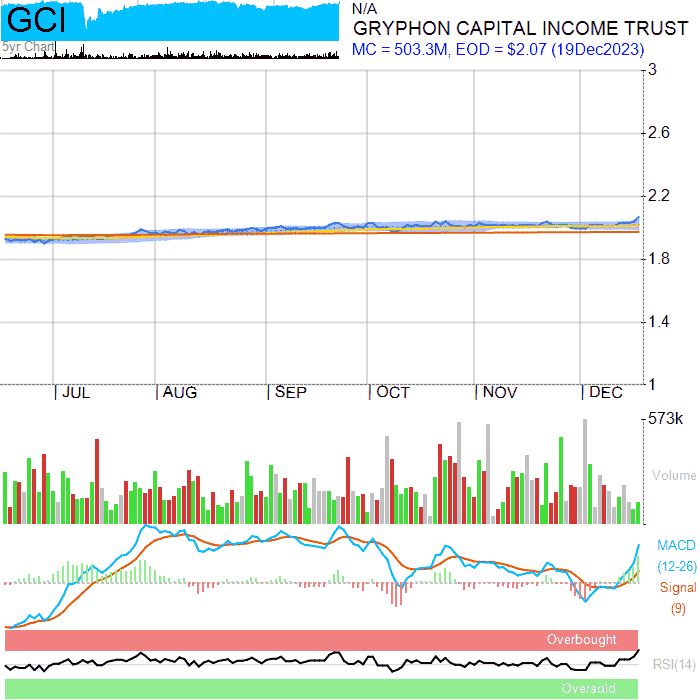 GCI
5yr Chart
N/A
GRYPHON CAPITAL INCOME TRUST
MC = 503.3M, EOD = $2.07 (19Dec2023)
3
2.6
2.2
1.8
1.4
1
JUL AUG SEP OCT NOV DEC
573k
Volume
MACD
(12-26)
Signal
(9)
Overbought
RSI(14)
Oversold